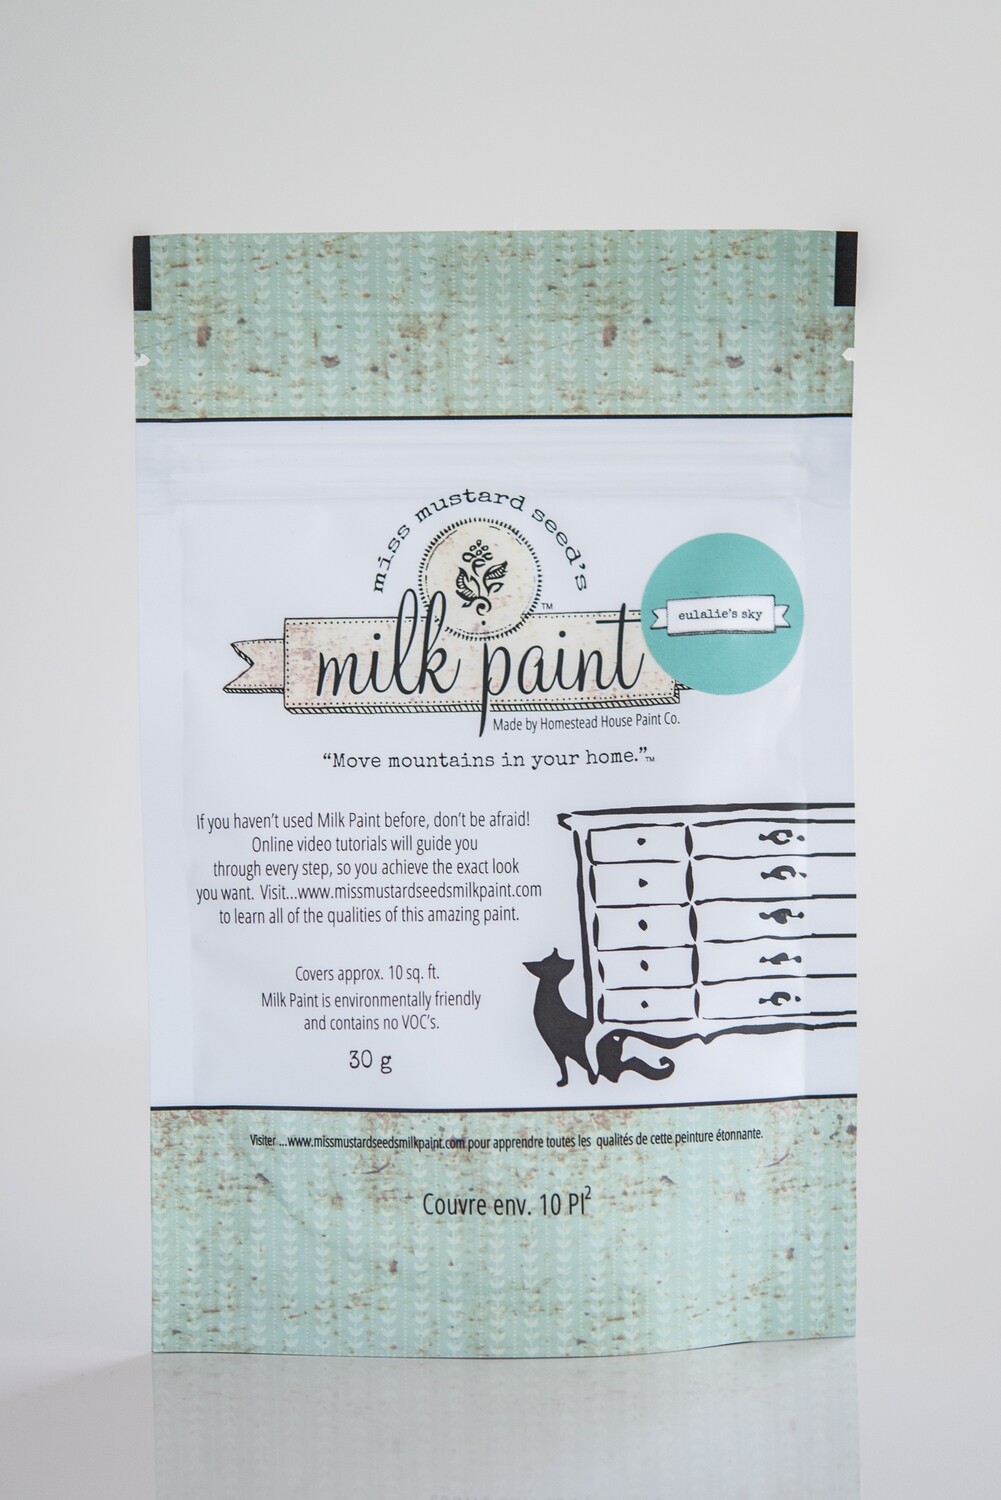 miss mustard seed's
milk paint
TM
eulalie's sky
Made by Homestead House Paint Co.
“Move mountains in your home.”TM
If you haven't used Milk Paint before, don't be afraid!
Online video tutorials will guide you
through every step, so you achieve the exact look
you want. Visit...www.missmustardseedsmilkpaint.com
to learn all of the qualities of this amazing paint.
Covers approx. 10 sq. ft.
Milk Paint is environmentally friendly
and contains no VOC's.
30 g
Visiter ...www.missmustardseedsmilkpaint.com pour apprendre toutes les qualités de cette peinture étonnante.
Couvre env. 10 PI²